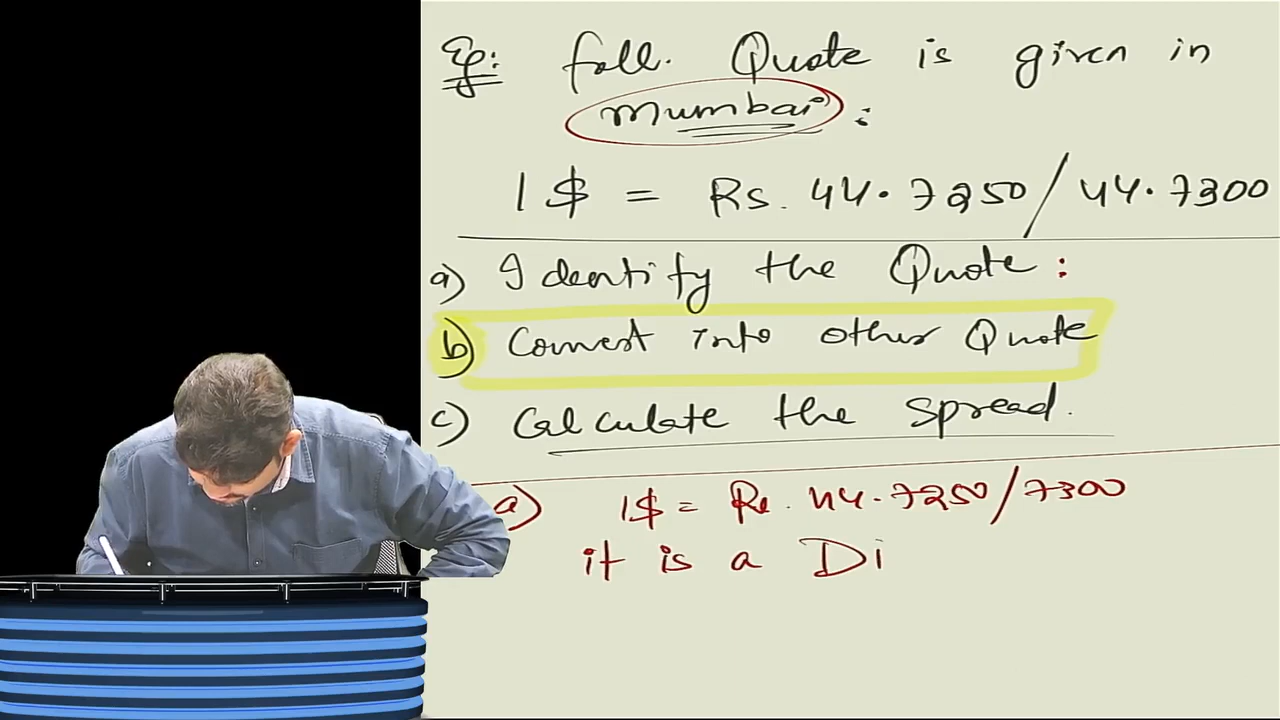 Eg: foll. Quote is given in
Mumbai :
1 $ = Rs. 44.7250 / 44.7300
a) Identify the Quote :
b) Convert into other Quote
c) Calculate the spread.
a) 1$ = Re. 44.7250/7300
it is a Di